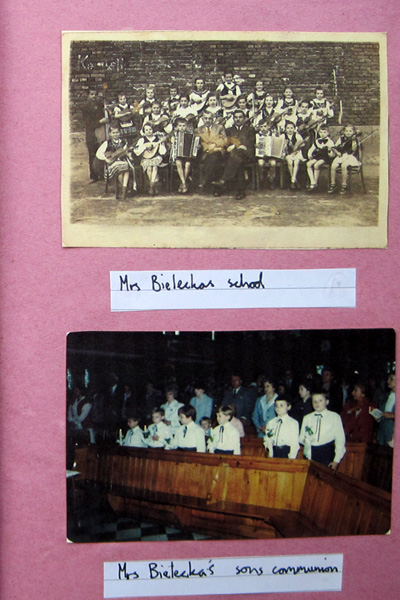 Mrs Bieleckas school
Mrs Bielecka's sons communion